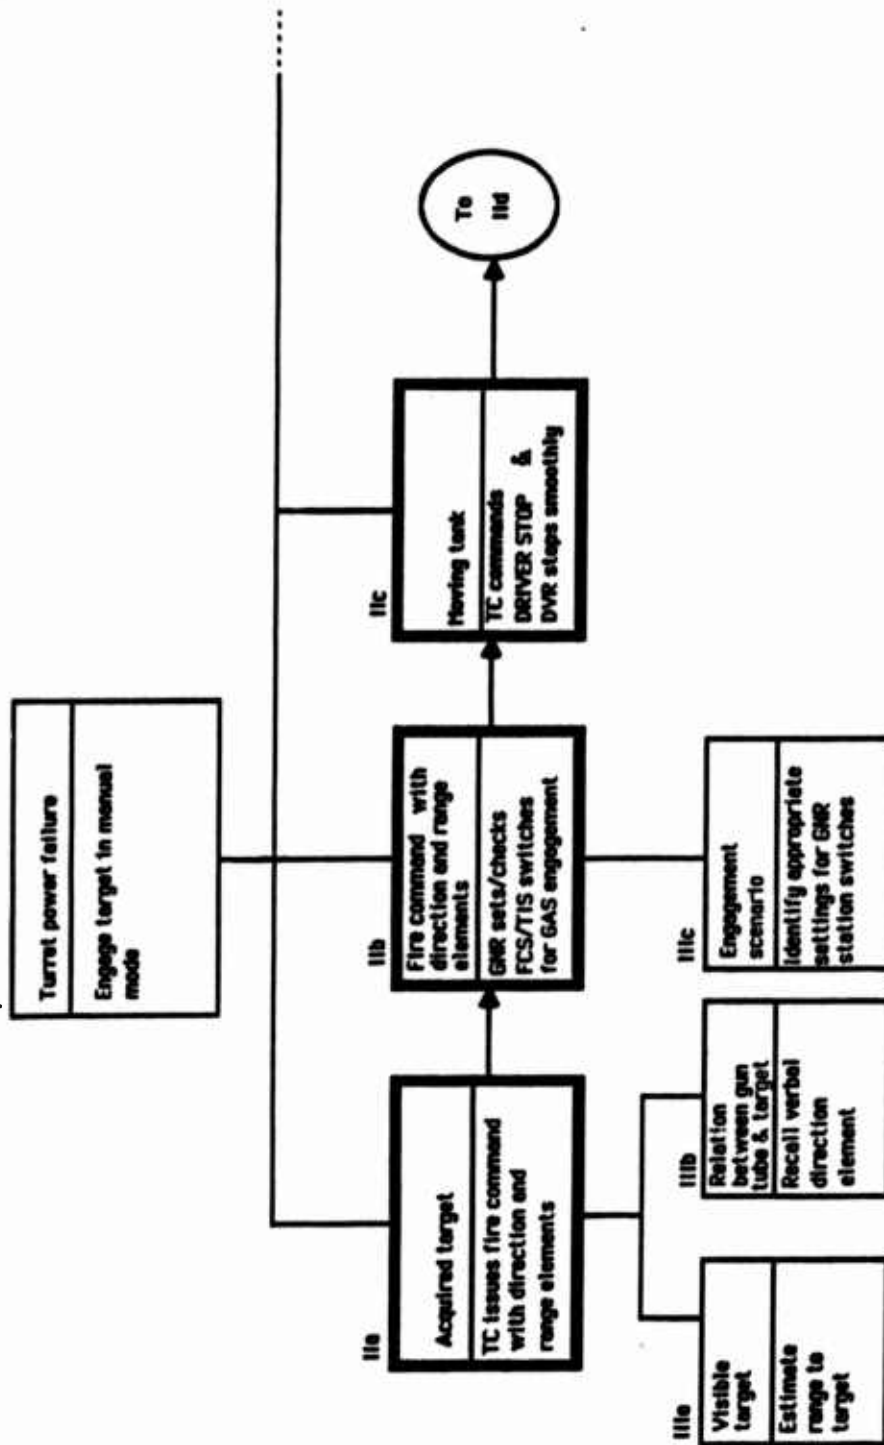 Turret power failure
Engage target in manual
mode
IIa
Acquired target
TC issues fire command
with direction and
range elements
IIb
Fire command with
direction and range
elements
GNR sets/checks
FCS/TIS switches
for GAS engagement
IIc
Moving tank
TC commands
DRIVER STOP &
DVR stops smoothly
To
IId
IIIa
Visible
target
Estimate
range to
target
IIIb
Relation
between gun
tube & target
Recall verbal
direction
element
IIIc
Engagement
scenario
Identify appropriate
settings for GNR
station switches